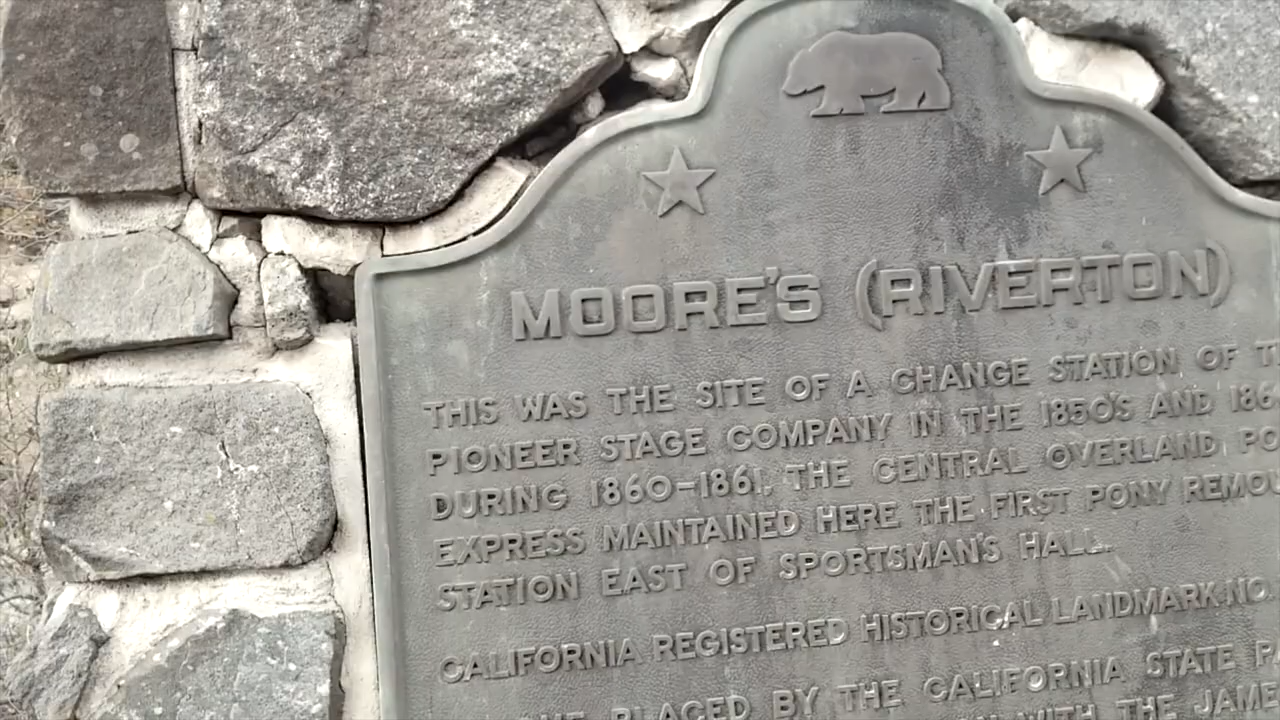 MOORE'S (RIVERTON)
THIS WAS THE SITE OF A CHANGE STATION OF
PIONEER STAGE COMPANY IN THE 1850'S AND 186
DURING 1860-1861, THE CENTRAL OVERLAND
EXPRESS MAINTAINED HERE THE FIRST PONY REMOU
STATION EAST OF SPORTSMAN'S HALL.
CALIFORNIA REGISTERED HISTORICAL LANDMARK NO.
PLACED BY THE CALIFORNIA STATE
WITH THE JAME